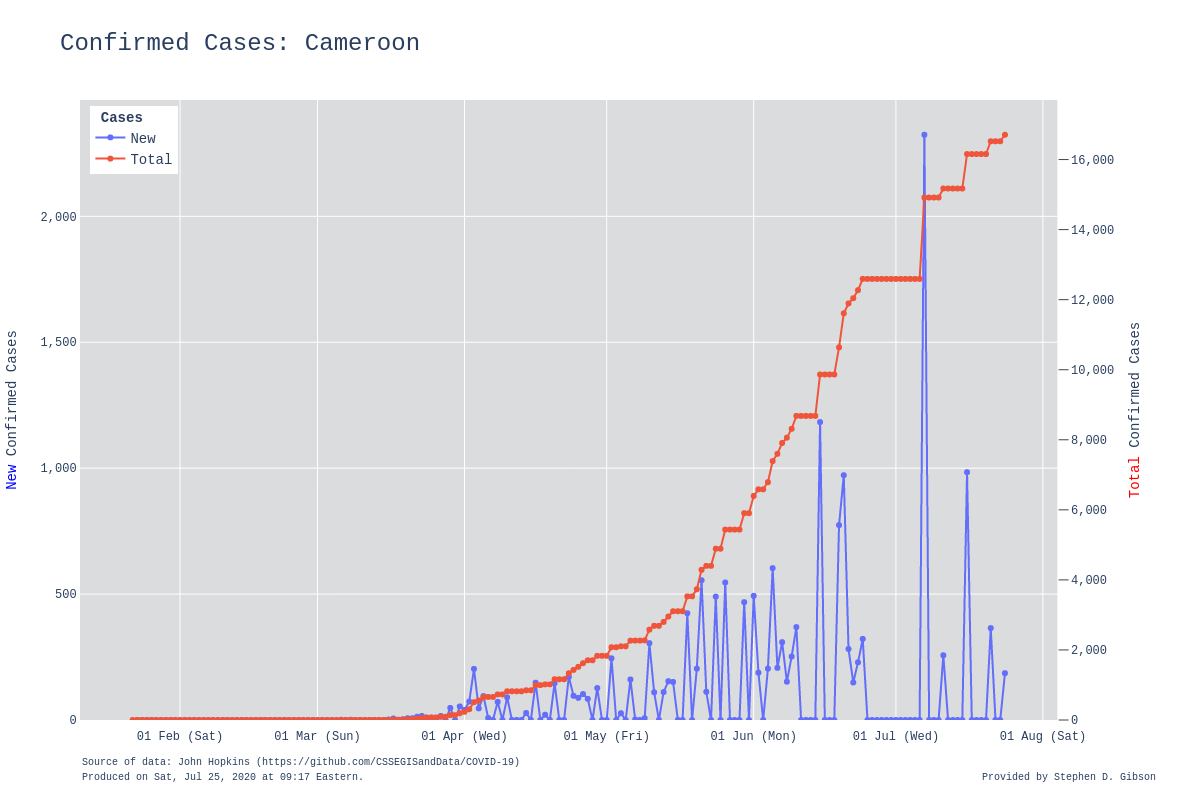 Confirmed Cases: Cameroon
Cases
New
Total
2,000
1,500
1,000
500
0
New Confirmed Cases
16,000
14,000
12,000
10,000
8,000
6,000
4,000
2,000
0
Total Confirmed Cases
01 Feb (Sat)
01 Mar (Sun)
01 Apr (Wed)
01 May (Fri)
01 Jun (Mon)
01 Jul (Wed)
01 Aug (Sat)
Source of data: John Hopkins (https://github.com/CSSEGISandData/COVID-19)
Produced on Sat, Jul 25, 2020 at 09:17 Eastern.
Provided by Stephen D. Gibson